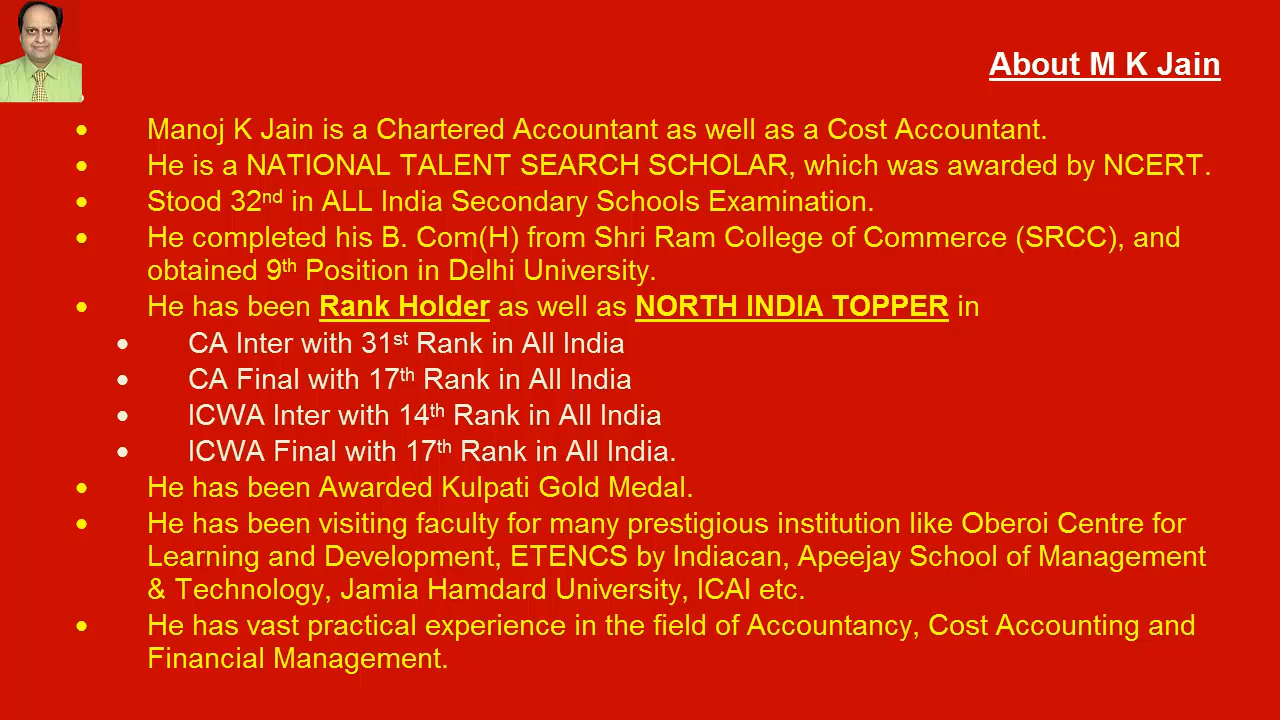 About M K Jain
• Manoj K Jain is a Chartered Accountant as well as a Cost Accountant.
• He is a NATIONAL TALENT SEARCH SCHOLAR, which was awarded by NCERT.
• Stood 32nd in ALL India Secondary Schools Examination.
• He completed his B. Com(H) from Shri Ram College of Commerce (SRCC), and
obtained 9th Position in Delhi University.
• He has been Rank Holder as well as NORTH INDIA TOPPER in
• CA Inter with 31st Rank in All India
• CA Final with 17th Rank in All India
• ICWA Inter with 14th Rank in All India
• ICWA Final with 17th Rank in All India.
• He has been Awarded Kulpati Gold Medal.
• He has been visiting faculty for many prestigious institution like Oberoi Centre for
Learning and Development, ETENCS by Indiacan, Apeejay School of Management
& Technology, Jamia Hamdard University, ICAI etc.
• He has vast practical experience in the field of Accountancy, Cost Accounting and
Financial Management.